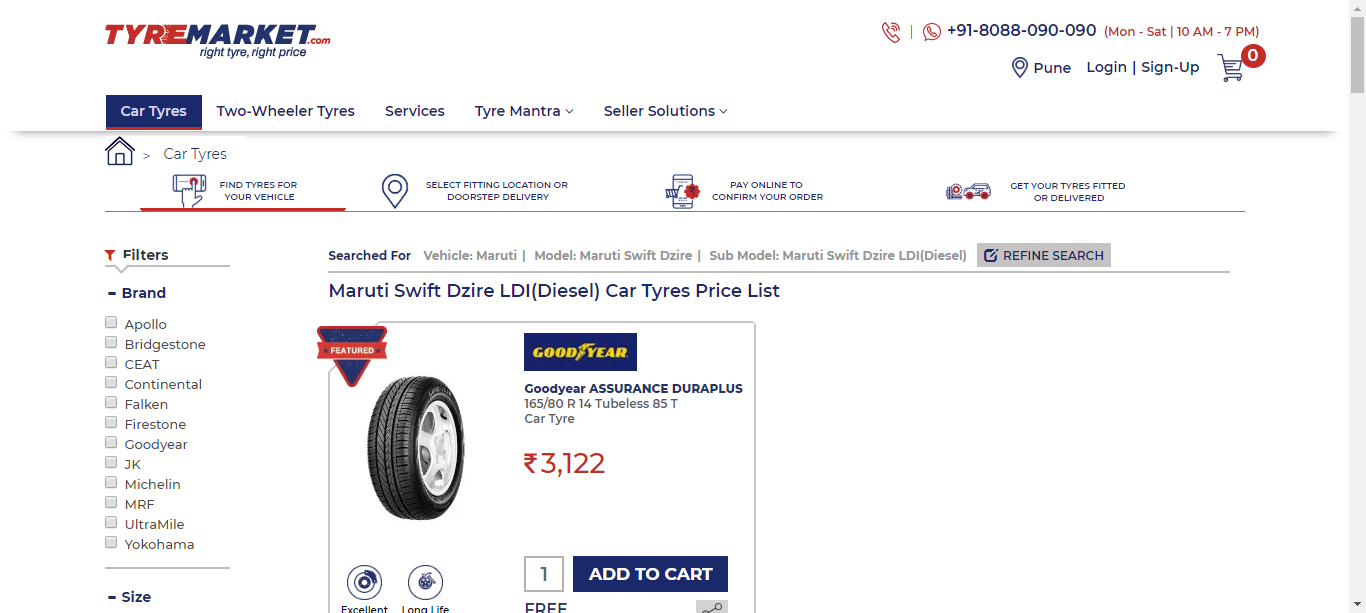 TYREMARKET.com
right tyre, right price
+91-8088-090-090 (Mon - Sat | 10 AM - 7 PM)
Pune Login | Sign-Up 0
Car Tyres Two-Wheeler Tyres Services Tyre Mantra Seller Solutions
> Car Tyres
FIND TYRES FOR
YOUR VEHICLE
SELECT FITTING LOCATION OR
DOORSTEP DELIVERY
PAY ONLINE TO
CONFIRM YOUR ORDER
GET YOUR TYRES FITTED
OR DELIVERED
Filters
Brand
Apollo
Bridgestone
CEAT
Continental
Falken
Firestone
Goodyear
JK
Michelin
MRF
UltraMile
Yokohama
Size
Searched For Vehicle: Maruti | Model: Maruti Swift Dzire | Sub Model: Maruti Swift Dzire LDI(Diesel) REFINE SEARCH
Maruti Swift Dzire LDI(Diesel) Car Tyres Price List
FEATURED
GOODYEAR
Goodyear ASSURANCE DURAPLUS
165/80 R 14 Tubeless 85 T
Car Tyre
₹3,122
1 ADD TO CART
Excellent Long Life
FREE